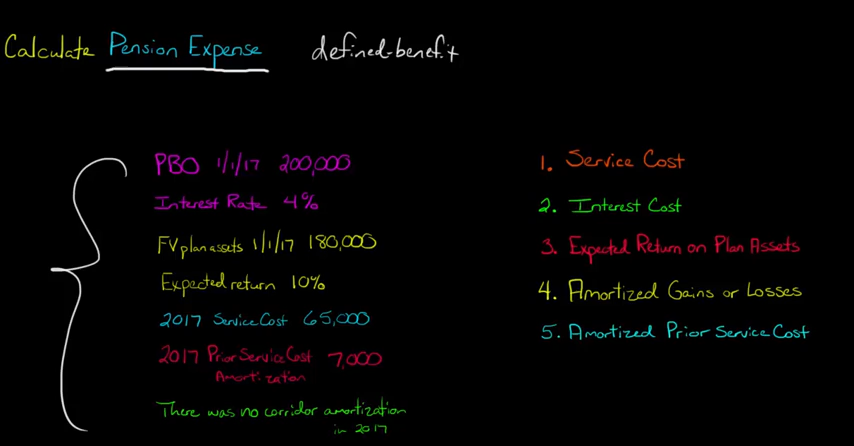 Calculate Pension Expense defined-benefit
PBO 1/1/17 200,000
Interest Rate 4%
FV plan assets 1/1/17 180,000
Expected return 10%
2017 Service Cost 65,000
2017 Prior Service Cost 7,000
Amortization
There was no corridor amortization
in 2017
1. Service Cost
2. Interest Cost
3. Expected Return on Plan Assets
4. Amortized Gains or Losses
5. Amortized Prior Service Cost